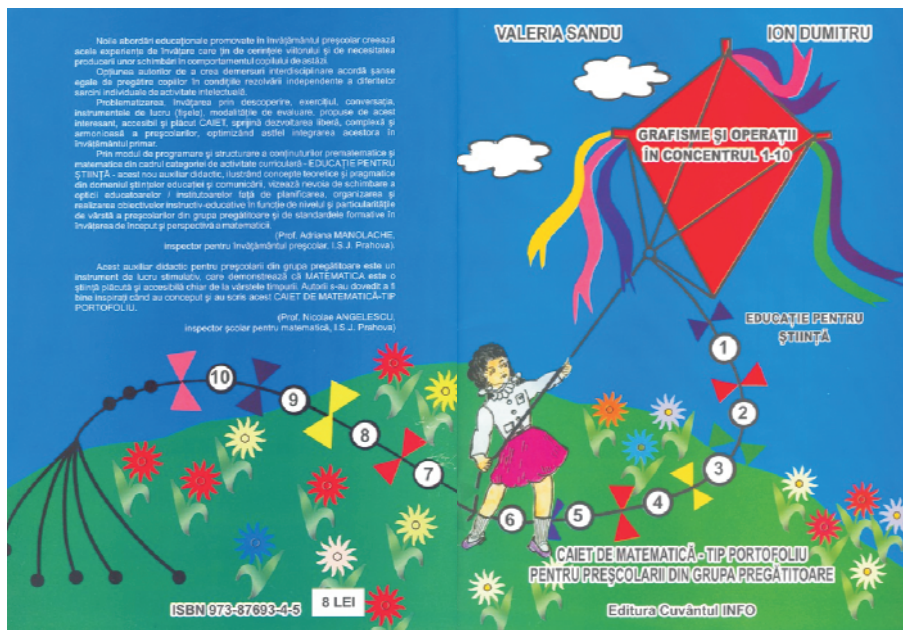 Noile abordări educaţionale promovate în învăţământul preşcolar creează
acele experienţe de învăţare care ţin de cerinţele viitorului şi de necesitatea
producerii unor schimbări în comportamentul copilului de astăzi.
Opţiunea autorilor de a crea demersuri interdisciplinare acordă şanse
egale de pregătire copiilor în condiţiile rezolvării independente a diferitelor
sarcini individuale de activitate intelectuală.
Problematizarea, învăţarea prin descoperire, exerciţiul, conversaţia,
instrumentele de lucru (fişele), modalităţile de evaluare, propuse de acest
interesant, accesibil şi plăcut CAIET, sprijină dezvoltarea liberă, complexă şi
armonioasă a preşcolarilor, optimizând astfel integrarea acestora în
învăţământul primar.
Prin modul de programare şi structurare a conţinuturilor prematematice şi
matematice din cadrul categoriei de activitate curriculară - EDUCAŢIE PENTRU
ŞTIINŢĂ - acest nou auxiliar didactic, ilustrând concepte teoretice şi pragmatice
din domeniul ştiinţelor educaţiei şi comunicării, vizează nevoia de schimbare a
opticii educatoarelor / institutoarelor faţă de planificarea, organizarea şi
realizarea obiectivelor instructiv-educative în funcţie de nivelul şi particularităţile
de vârstă a preşcolarilor din grupa pregătitoare şi de standardele formative în
învăţarea de început şi perspectivă a matematicii.
(Prof. Adriana MANOLACHE,
inspector pentru învăţământul preşcolar, I.S.J. Prahova).
Acest auxiliar didactic pentru preşcolarii din grupa pregătitoare este un
instrument de lucru stimulativ, care demonstrează că MATEMATICA este o
ştiinţă plăcută şi accesibilă chiar de la vârstele timpurii. Autorii s-au dovedit a fi
bine inspiraţi când au conceput şi au scris acest CAIET DE MATEMATICĂ-TIP
PORTOFOLIU.
(Prof. Nicolae ANGELESCU,
inspector şcolar pentru matematică, I.S.J. Prahova)
10
9
8
7
ISBN 973-87693-4-5
8 LEI
VALERIA SANDU ION DUMITRU
GRAFISME ŞI OPERAŢII
ÎN CONCENTRUL 1-10
EDUCAŢIE PENTRU
ŞTIINŢĂ
1
2
3
4
5
6
CAIET DE MATEMATICĂ - TIP PORTOFOLIU
PENTRU PREŞCOLARII DIN GRUPA PREGĂTITOARE
Editura Cuvântul INFO